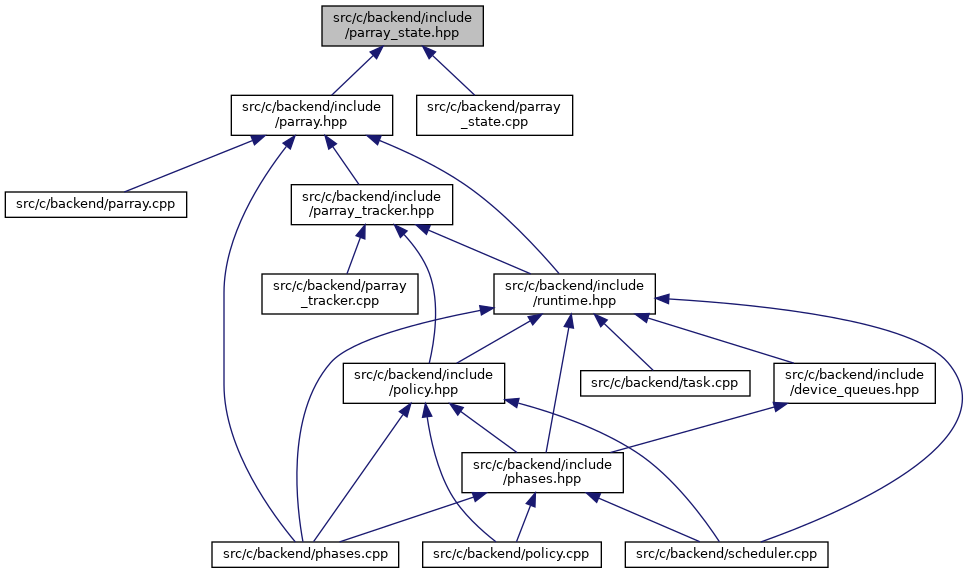 src/c/backend/include
/parray_state.hpp
src/c/backend/include
/parray.hpp
src/c/backend/parray
_state.cpp
src/c/backend/parray.cpp
src/c/backend/include
/parray_tracker.hpp
src/c/backend/parray
_tracker.cpp
src/c/backend/include
/runtime.hpp
src/c/backend/include
/policy.hpp
src/c/backend/task.cpp
src/c/backend/include
/device_queues.hpp
src/c/backend/include
/phases.hpp
src/c/backend/phases.cpp
src/c/backend/policy.cpp
src/c/backend/scheduler.cpp